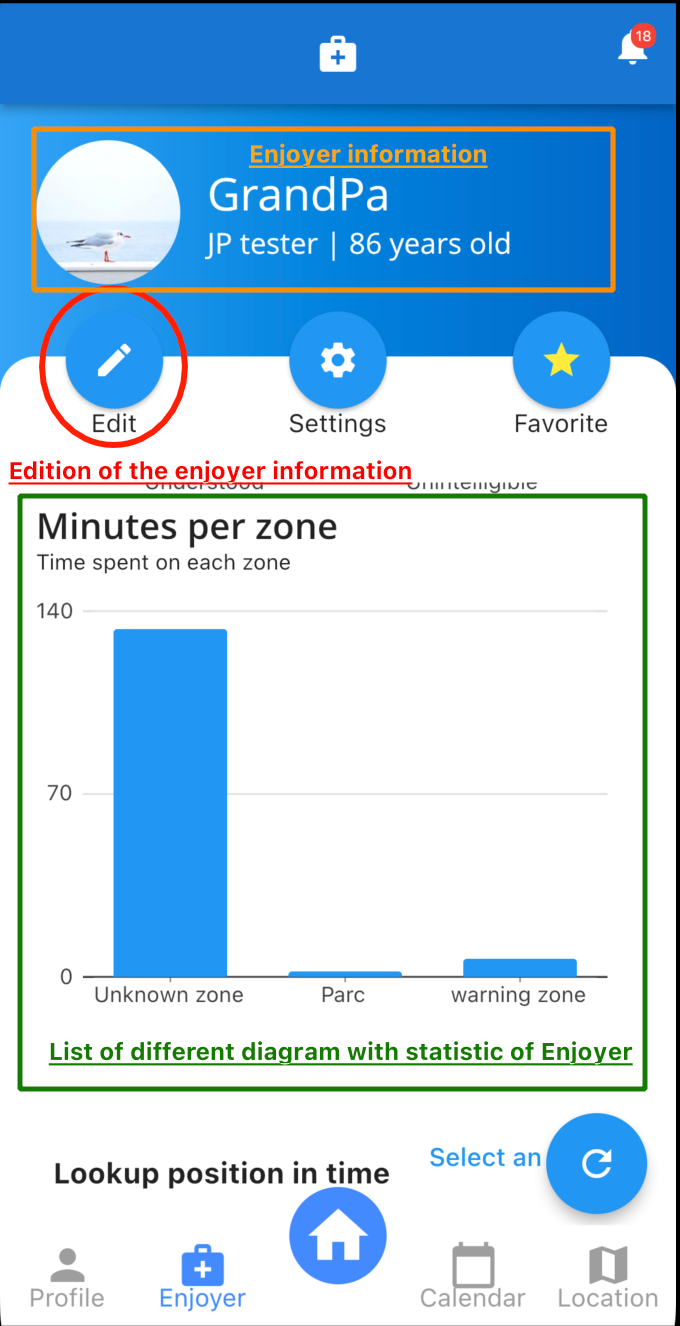 18
Enjoyer information
GrandPa
JP tester | 86 years old
Edit
Settings
Favorite
Edition of the enjoyer information
Understood
Unintelligible
Minutes per zone
Time spent on each zone
140
70
0
Unknown zone
Parc
warning zone
List of different diagram with statistic of Enjoyer
Select an
Lookup position in time
Profile
Enjoyer
Calendar
Location